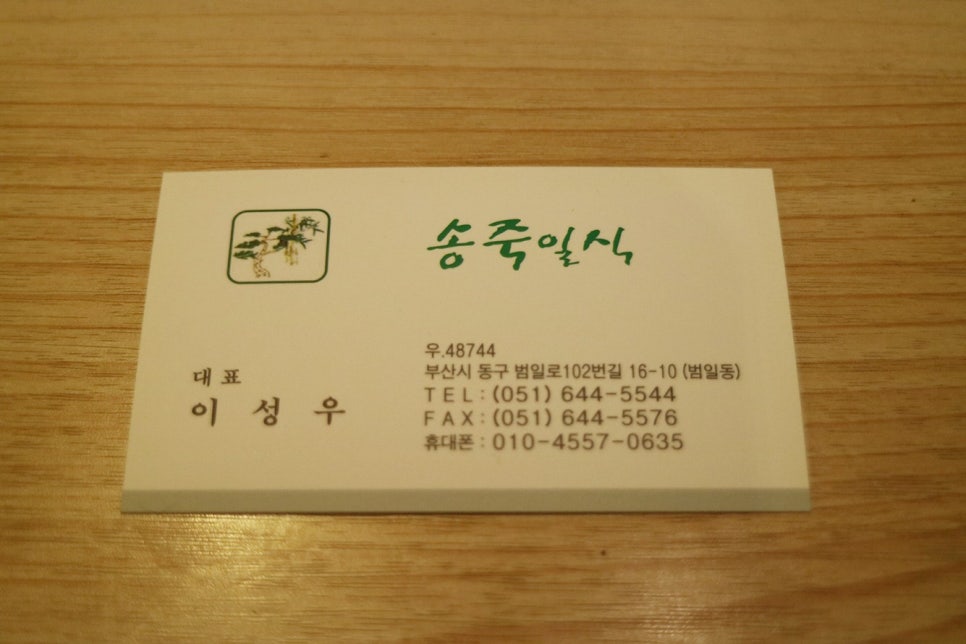 송죽일식
대표
이성우
우.48744
부산시 동구 범일로102번길 16-10 (범일동)
TEL : (051) 644-5544
FAX : (051) 644-5576
휴대폰 : 010-4557-0635